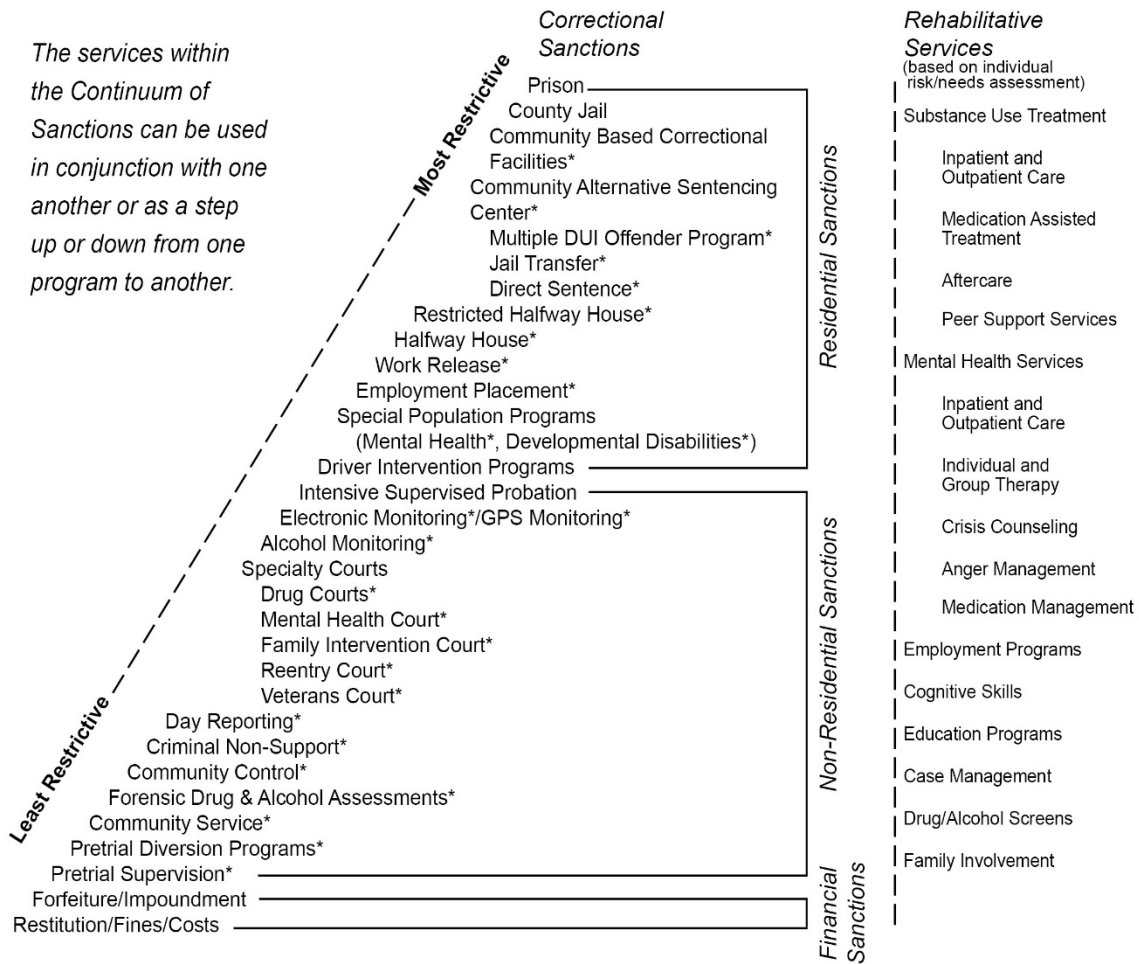 The services within
the Continuum of
Sanctions can be used
in conjunction with one
another or as a step
up or down from one
program to another.
Most Restrictive
Least Restrictive
Correctional
Sanctions
Prison
County Jail
Community Based Correctional
Facilities*
Community Alternative Sentencing
Center*
Multiple DUI Offender Program*
Jail Transfer*
Direct Sentence*
Restricted Halfway House*
Halfway House*
Work Release*
Employment Placement*
Special Population Programs
(Mental Health*, Developmental Disabilities*)
Driver Intervention Programs
Intensive Supervised Probation
Electronic Monitoring*/GPS Monitoring*
Alcohol Monitoring*
Specialty Courts
Drug Courts*
Mental Health Court*
Family Intervention Court*
Reentry Court*
Veterans Court*
Day Reporting*
Criminal Non-Support*
Community Control*
Forensic Drug & Alcohol Assessments*
Community Service*
Pretrial Diversion Programs*
Pretrial Supervision*
Forfeiture/Impoundment
Restitution/Fines/Costs
Residential Sanctions
Non-Residential Sanctions
Financial
Sanctions
Rehabilitative
Services
(based on individual
risk/needs assessment)
Substance Use Treatment
Inpatient and
Outpatient Care
Medication Assisted
Treatment
Aftercare
Peer Support Services
Mental Health Services
Inpatient and
Outpatient Care
Individual and
Group Therapy
Crisis Counseling
Anger Management
Medication Management
Employment Programs
Cognitive Skills
Education Programs
Case Management
Drug/Alcohol Screens
Family Involvement